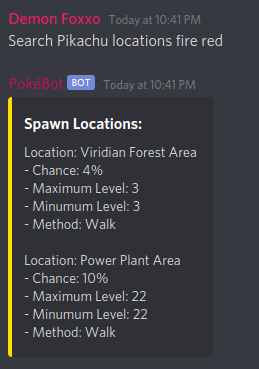 Demon Foxxo Today at 10:41 PM
Search Pikachu locations fire red
PokéBot BOT Today at 10:41 PM
Spawn Locations:
Location: Viridian Forest Area
- Chance: 4%
- Maximum Level: 3
- Minumum Level: 3
- Method: Walk
Location: Power Plant Area
- Chance: 10%
- Maximum Level: 22
- Minumum Level: 22
- Method: Walk